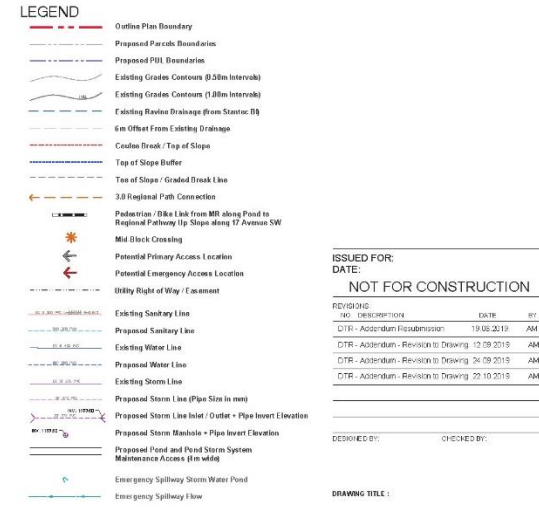 LEGEND
Outline Plan Boundary
Proposed Parcels Boundaries
Proposed PUL Boundaries
Existing Grades Contours (0.50m Intervals)
Existing Grades Contours (1.00m Intervals)
Existing Ravine Drainage (from Stantec BI)
6m Offset From Existing Drainage
Coulee Break / Top of Slope
Top of Slope Buffer
Toe of Slope / Graded Break Line
3.0 Regional Path Connection
Pedestrian / Bike Link from MR along Pond to
Regional Pathway Up Slope along 17 Avenue SW
Mid Block Crossing
Potential Primary Access Location
Potential Emergency Access Location
Utility Right of Way / Easement
Existing Sanitary Line
Proposed Sanitary Line
Existing Water Line
Proposed Water Line
Existing Storm Line
Proposed Storm Line (Pipe Size in mm)
Proposed Storm Line Inlet / Outlet + Pipe Invert Elevation
Proposed Storm Manhole + Pipe Invert Elevation
Proposed Pond and Pond Storm System
Maintenance Access (4m wide)
Emergency Spillway Storm Water Pond
Emergency Spillway Flow
ISSUED FOR:
DATE:
NOT FOR CONSTRUCTION
REVISIONS
NO. DESCRIPTION DATE BY
DTR - Addendum Resubmission 19.08.2019 AM
DTR - Addendum - Revision to Drawing 12 09 2019 AM
DTR - Addendum - Revision to Drawing 24 09 2019 AM
DTR - Addendum - Revision to Drawing 22 10 2019 AM
DESIGNED BY: CHECKED BY:
DRAWING TITLE :